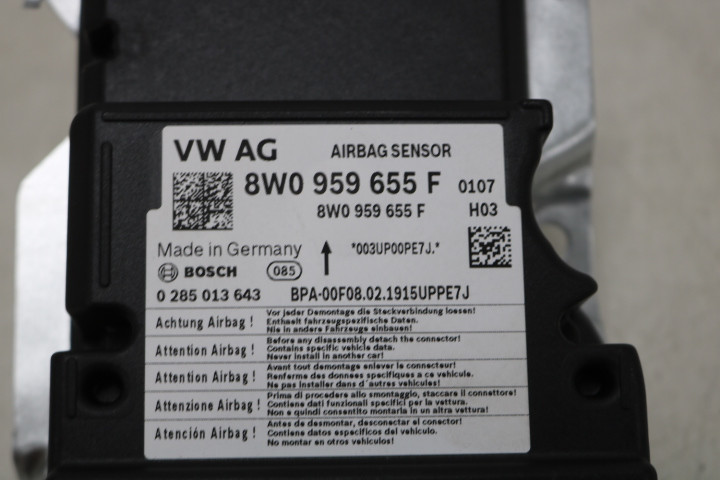 VW AG AIRBAG SENSOR
8W0 959 655 F 0107
8W0 959 655 F H03
Made in Germany *003UP00PE7J.*
BOSCH 085
0 285 013 643 BPA-00F08.02.1915UPPE7J
Achtung Airbag ! Vor jeder Demontage die Steckverbindung loesen!
Enthaelt fahrzeugspezifische Daten.
Nie in andere Fahrzeuge einbauen!
Attention Airbag ! Before any disassembly detach the connector!
Contains specific vehicle data.
Never install in another car!
Attention Airbag ! Avant tout demontage enlever le connecteur!
Renferme des données specifiques a ce vehicule.
Ne pas installer dans d'autres vehicules!
Attenzione Airbag ! Prima di procedere allo smontaggio, staccare il connettore!
Contiene dati funzionali specifici per la vettura.
Non e quindi consentito montarla in un altra vettura!
Atención Airbag ! Antes de desmontar, desconectar el conector!
Contiene datos especificos del vehiculo.
No montar en otros vehiculos!